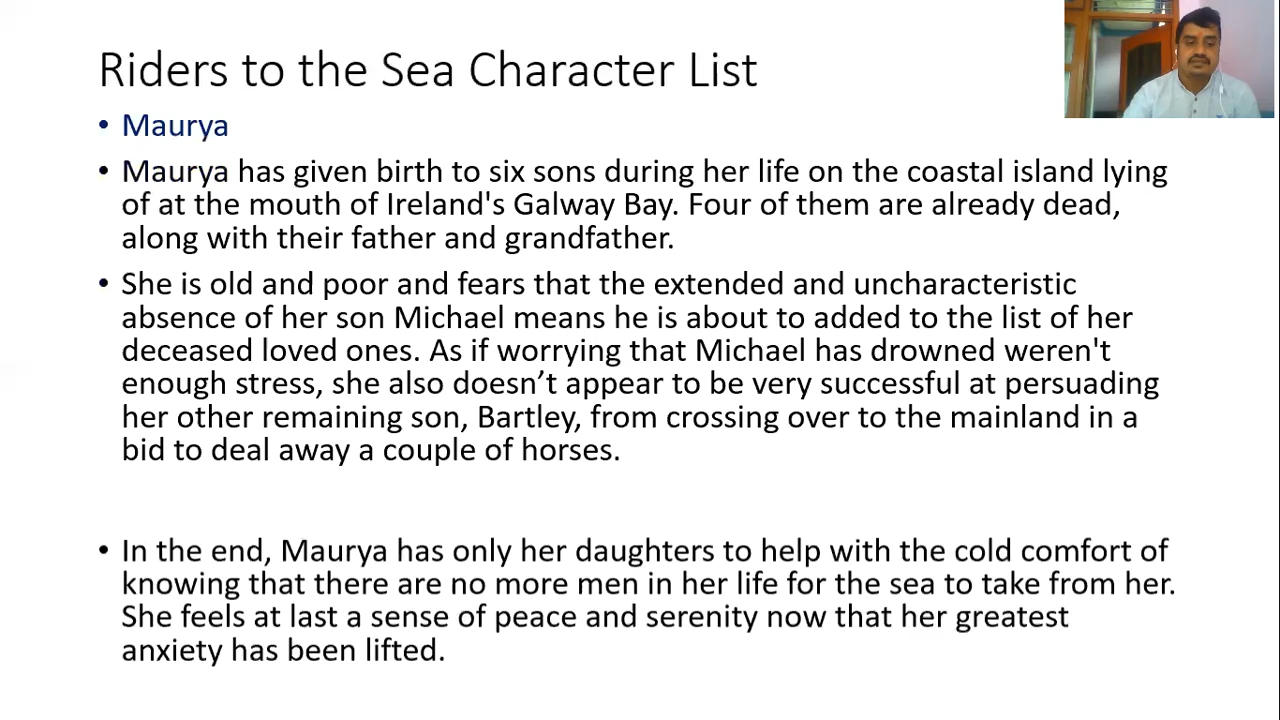 Riders to the Sea Character List
• Maurya
• Maurya has given birth to six sons during her life on the coastal island lying
of at the mouth of Ireland's Galway Bay. Four of them are already dead,
along with their father and grandfather.
• She is old and poor and fears that the extended and uncharacteristic
absence of her son Michael means he is about to added to the list of her
deceased loved ones. As if worrying that Michael has drowned weren't
enough stress, she also doesn’t appear to be very successful at persuading
her other remaining son, Bartley, from crossing over to the mainland in a
bid to deal away a couple of horses.
• In the end, Maurya has only her daughters to help with the cold comfort of
knowing that there are no more men in her life for the sea to take from her.
She feels at last a sense of peace and serenity now that her greatest
anxiety has been lifted.